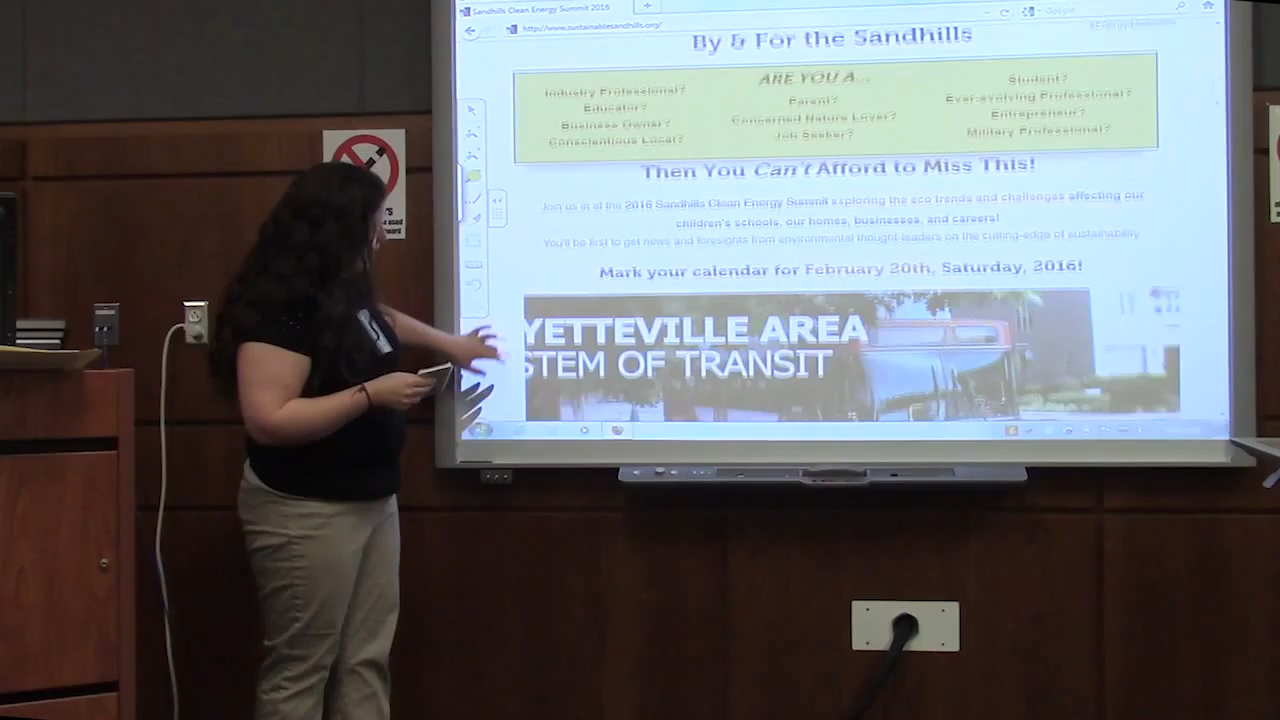 Sandhills Clean Energy Summit 2016
http://www.sustainablesandhills.org/
Google
By & For the Sandhills
ARE YOU A...
Industry Professional?
Educator?
Business Owner?
Conscientious Local?
Parent?
Concerned Nature Lover?
Job Seeker?
Student?
Ever-evolving Professional?
Entrepreneur?
Military Professional?
Then You Can't Afford to Miss This!
Join us in at the 2016 Sandhills Clean Energy Summit exploring the eco trends and challenges affecting our
children's schools, our homes, businesses, and careers!
You'll be first to get news and foresights from environmental thought-leaders on the cutting-edge of sustainability.
Mark your calendar for February 20th, Saturday, 2016!
YETTEVILLE AREA
STEM OF TRANSIT